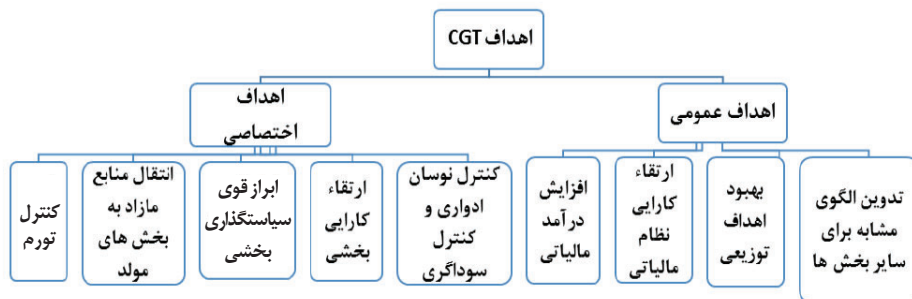 اهداف CGT
اهداف عمومی
اهداف
اختصاصی
تدوین الگوی
مشابه برای
سایر بخش ها
بهبود
اهداف
توزیعی
ارتقاء
کارایی
نظام
مالیاتی
افزایش
درآمد
مالیاتی
کنترل نوسان
ادواری و
کنترل
سوداگری
ارتقاء
کارایی
بخشی
ابراز قوی
سیاستگذاری
بخشی
انتقال منابع
مازاد به
بخش های
مولد
کنترل
تورم